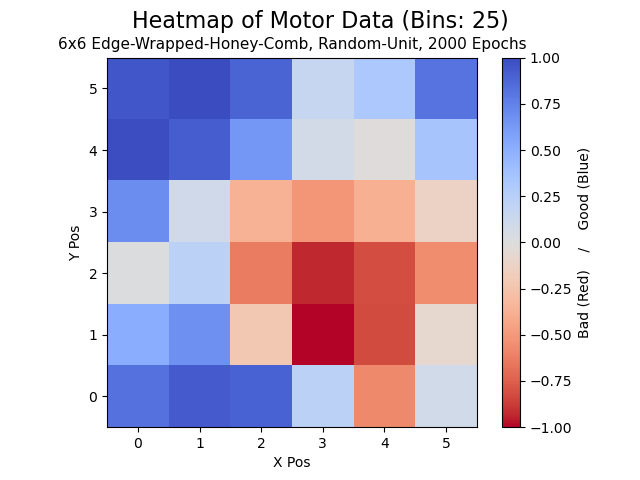 Heatmap of Motor Data (Bins: 25)
6x6 Edge-Wrapped-Honey-Comb, Random-Unit, 2000 Epochs
5
4
3
2
1
0
Y Pos
0 1 2 3 4 5
X Pos
1.00
0.75
0.50
0.25
0.00
−0.25
−0.50
−0.75
−1.00
Bad (Red) / Good (Blue)